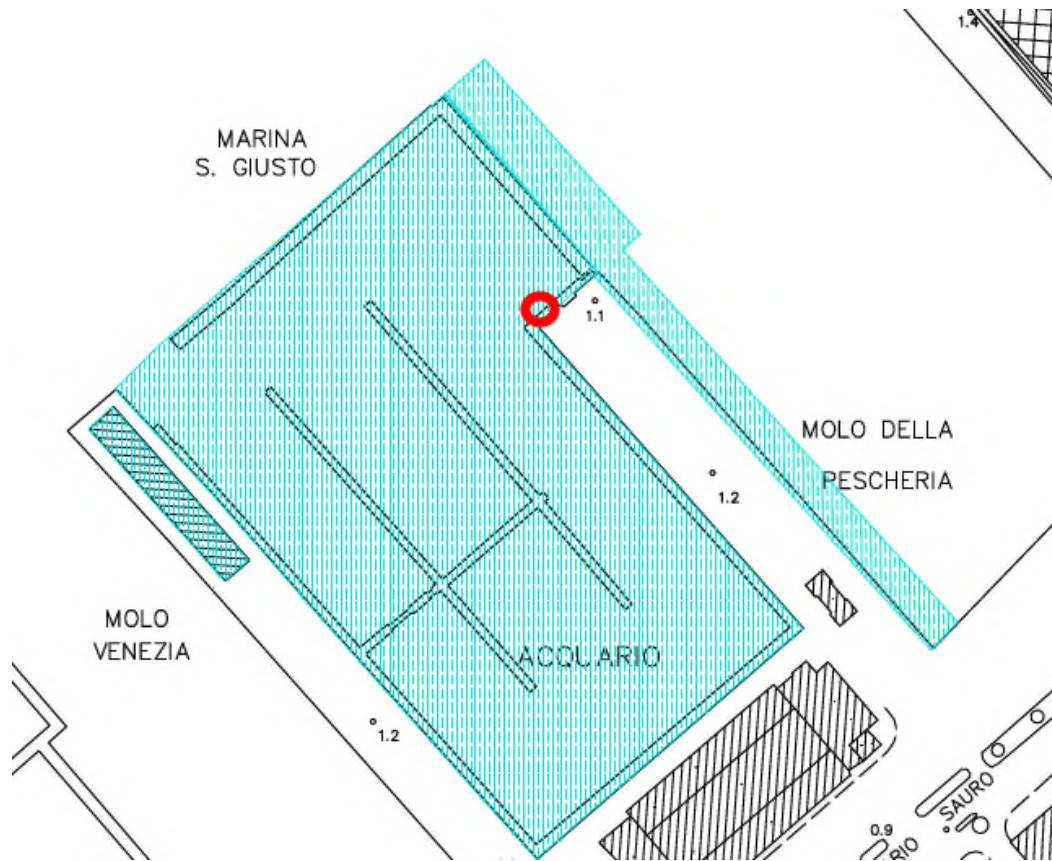 1.4
MARINA
S. GIUSTO
1.1
MOLO DELLA
PESCHERIA
1.2
MOLO
VENEZIA
ACQUARIO
1.2
SAURO
0.9
RIO